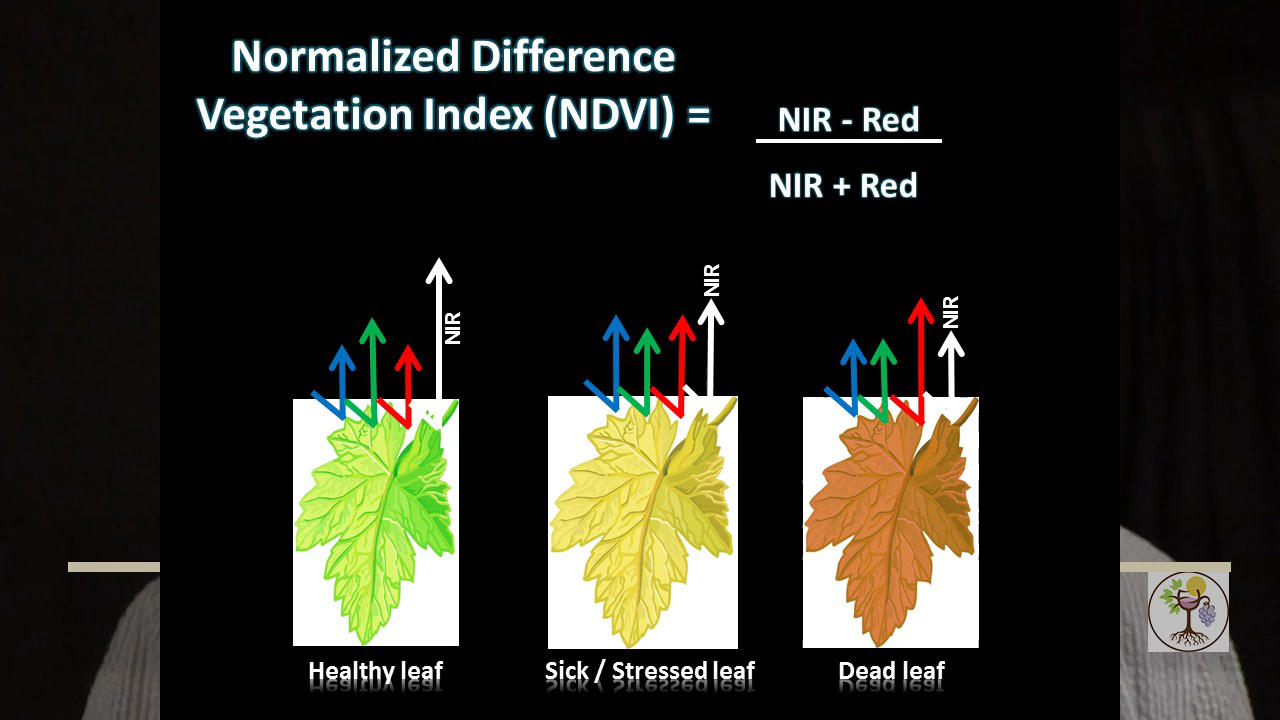 Normalized Difference
Vegetation Index (NDVI) =
NIR - Red
NIR + Red
NIR
NIR
NIR
Healthy leaf
Sick / Stressed leaf
Dead leaf